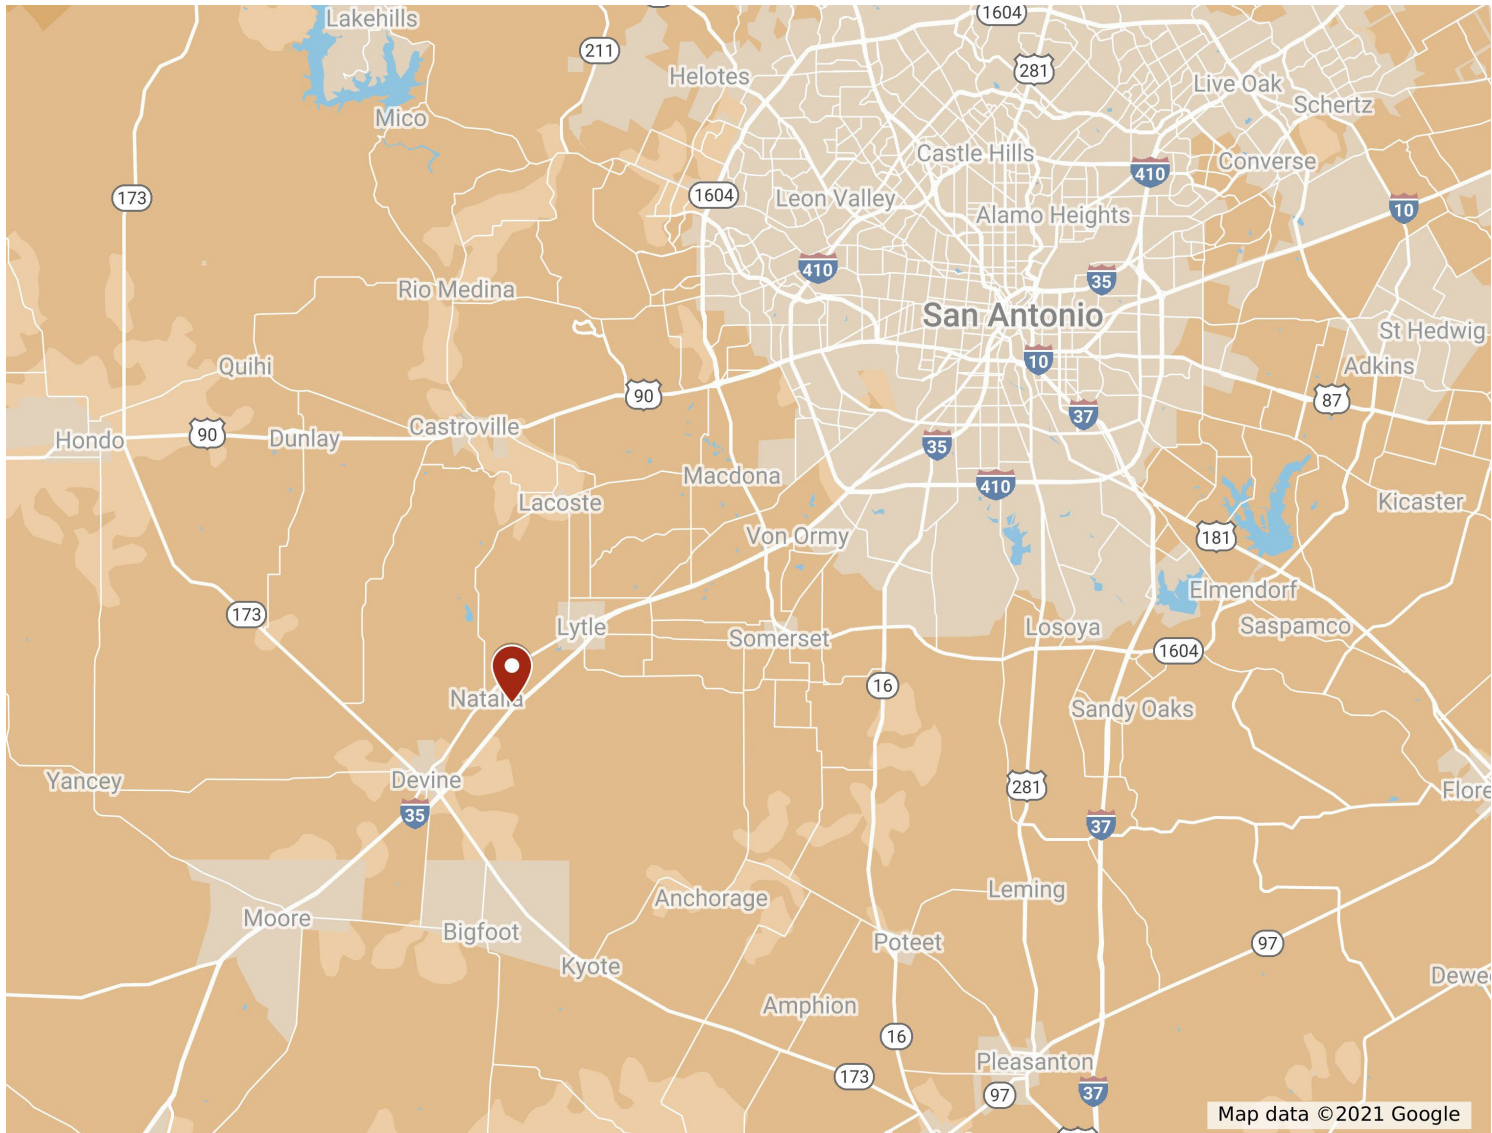 Lakehills
1604
211
281
Helotes
Live Oak
Schertz
Mico
Castle Hills
Converse
410
173
1604
Leon Valley
10
Alamo Heights
410
35
Rio Medina
San Antonio
St Hedwig
10
Quihi
Adkins
90
87
37
Castroville
Hondo
90
Dunlay
35
Macdona
410
Lacoste
Kicaster
Von Ormy
181
Elmendorf
173
Lytle
Losoya
Saspamco
Somerset
1604
16
Natalia
Sandy Oaks
Yancey
Devine
281
Flore
35
37
Leming
Anchorage
Moore
Bigfoot
Poteet
97
Kyote
Dewe
Amphion
16
Pleasanton
173
97
37
Map data ©2021 Google